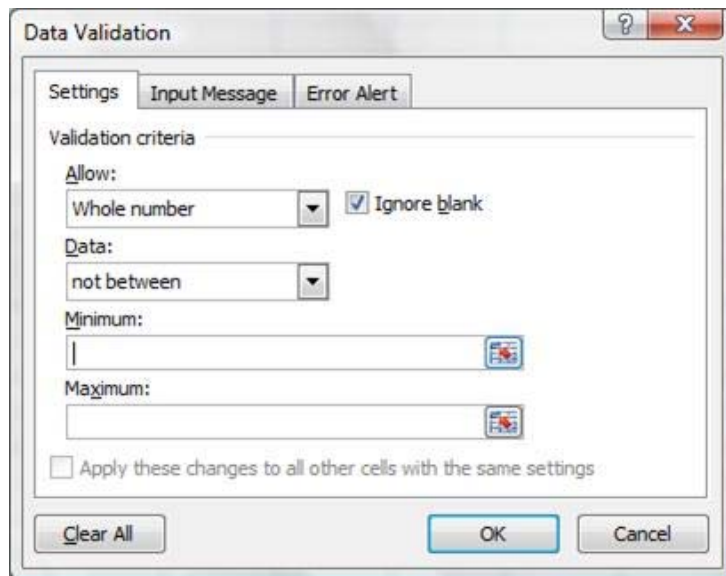 Data Validation
Settings Input Message Error Alert
Validation criteria
Allow:
Whole number Ignore blank
Data:
not between
Minimum:
Maximum:
Apply these changes to all other cells with the same settings
Clear All OK Cancel